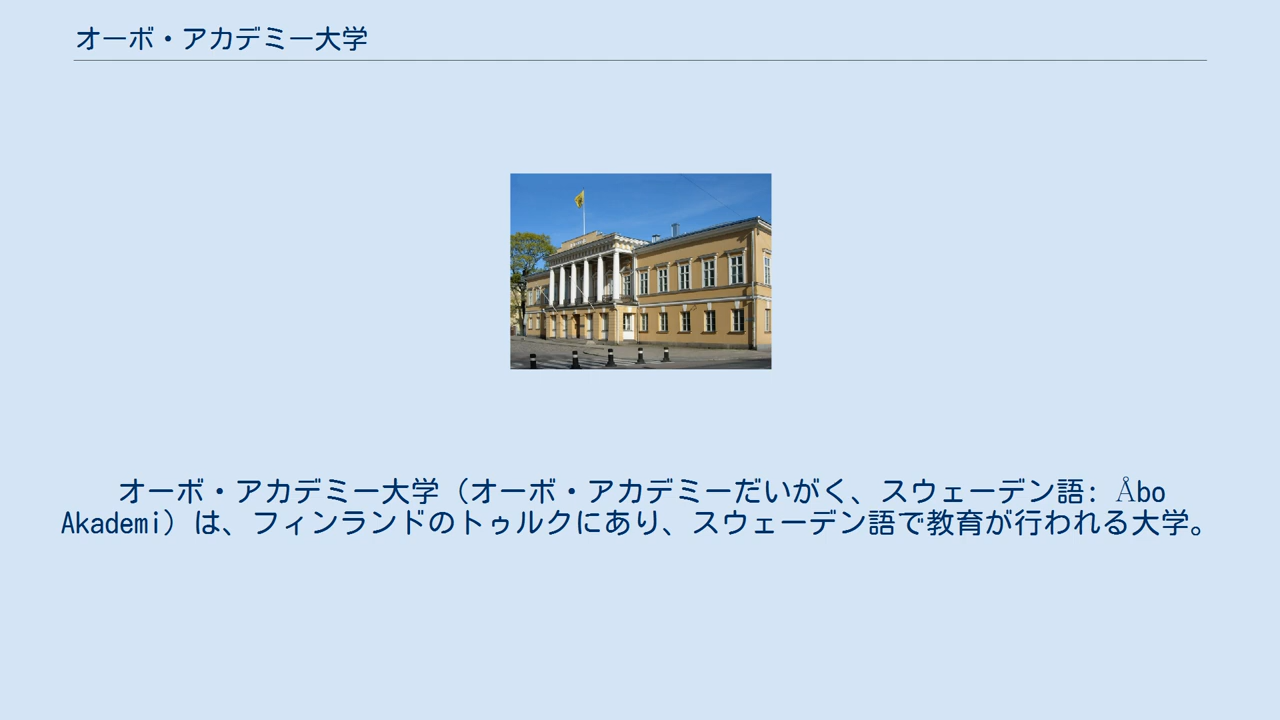 オーボ・アカデミー大学
オーボ・アカデミー大学（オーボ・アカデミーだいがく、スウェーデン語: Åbo
Akademi）は、フィンランドのトゥルクにあり、スウェーデン語で教育が行われる大学。